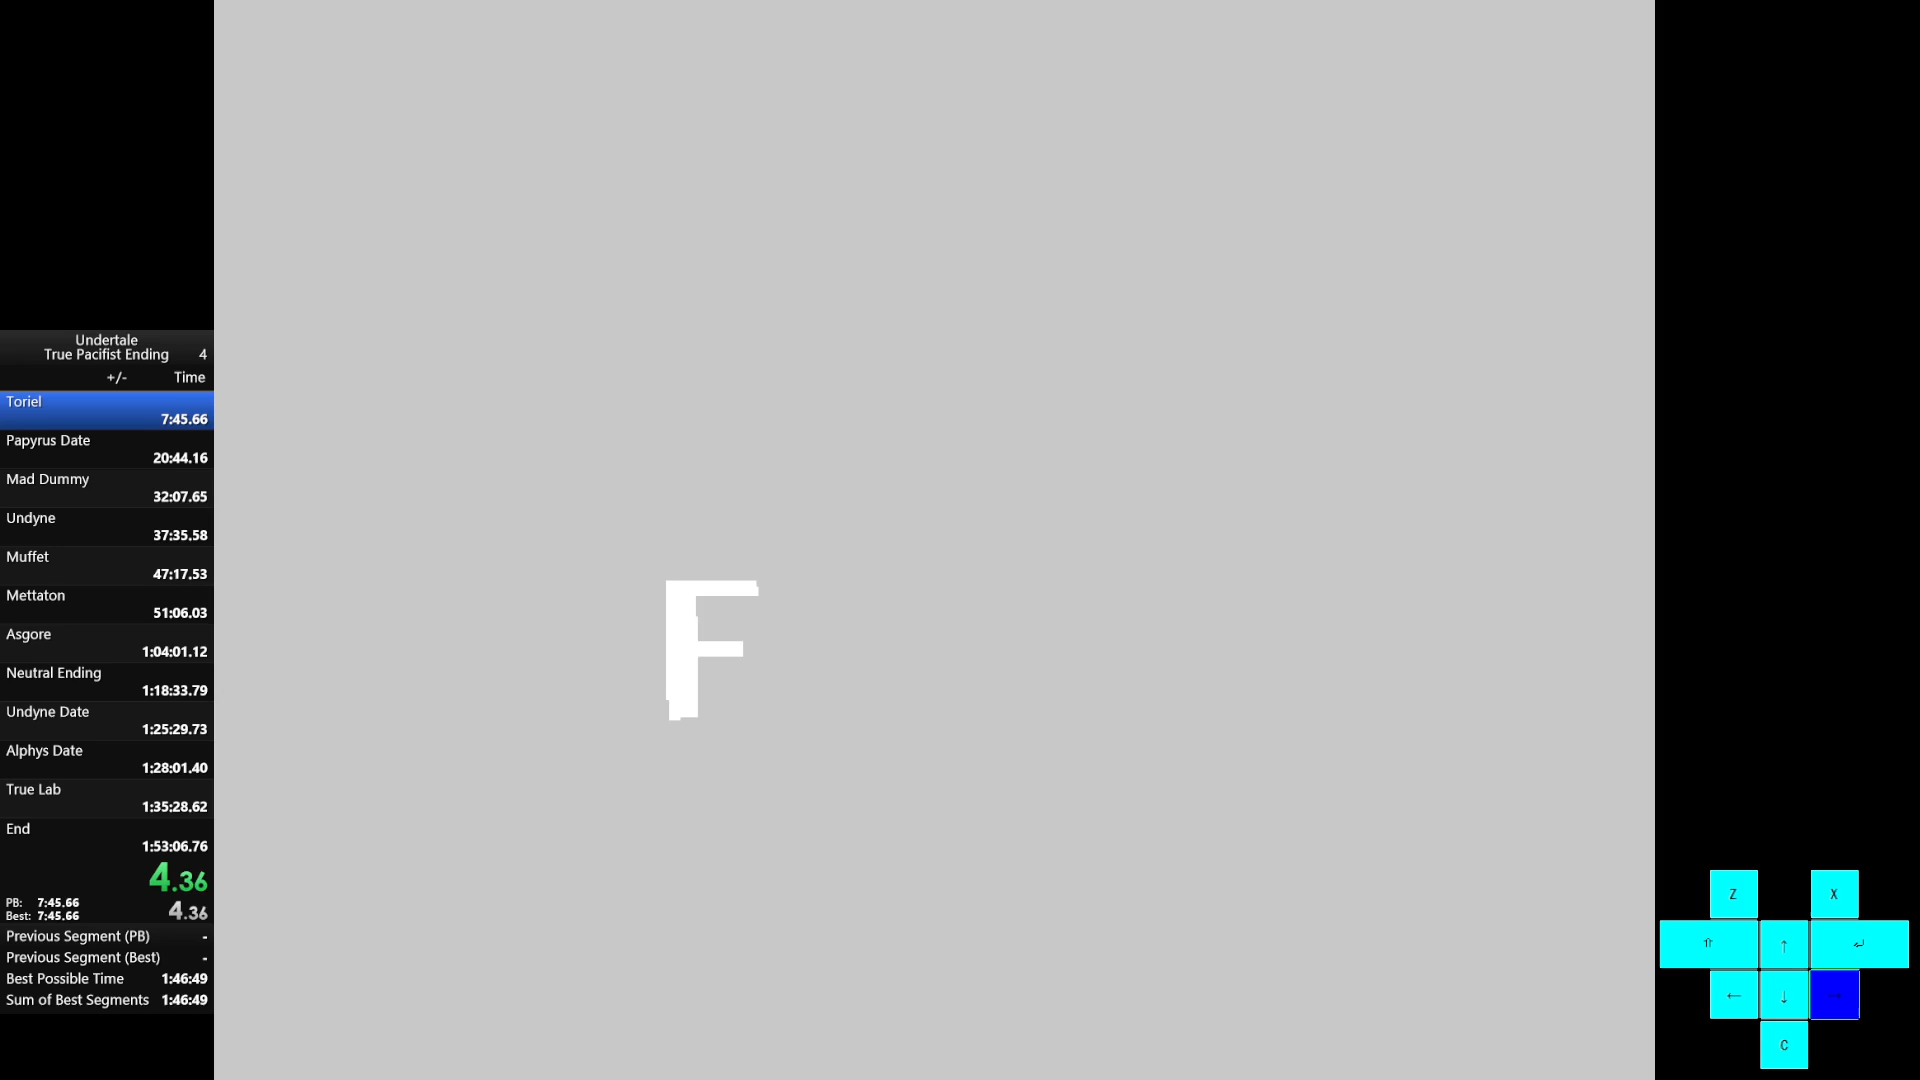 Undertale
True Pacifist Ending 4
+/- Time
Toriel
7:45.66
Papyrus Date
20:44.16
Mad Dummy
32:07.65
Undyne
37:35.58
Muffet
47:17.53
Mettaton
51:06.03
Asgore
1:04:01.12
Neutral Ending
1:18:33.79
Undyne Date
1:25:29.73
Alphys Date
1:28:01.40
True Lab
1:35:28.62
End
1:53:06.76
4.36
PB: 7:45.66
Best: 7:45.66
4.36
Previous Segment (PB) -
Previous Segment (Best) -
Best Possible Time 1:46:49
Sum of Best Segments 1:46:49
F
Z X
⇧ ↑ ↵
← ↓ →
C